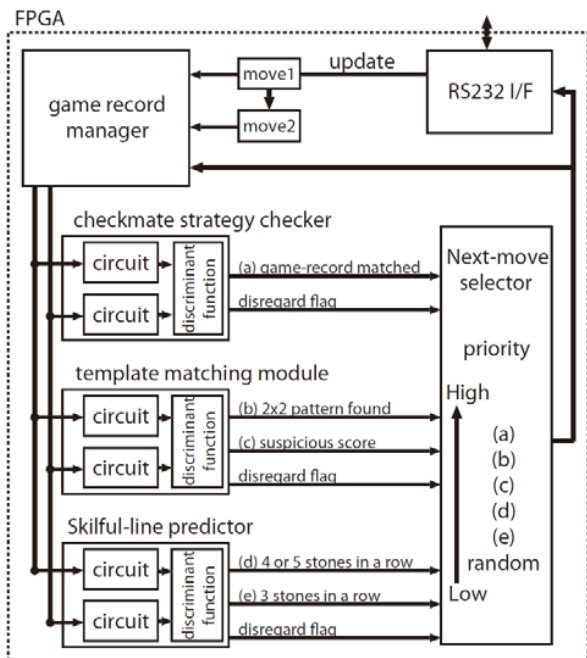 FPGA
game record
manager
move1
move2
update
RS232 I/F
checkmate strategy checker
circuit
circuit
discriminant
function
(a) game-record matched
disregard flag
template matching module
circuit
circuit
discriminant
function
(b) 2x2 pattern found
(c) suspicious score
disregard flag
Skilful-line predictor
circuit
circuit
discriminant
function
(d) 4 or 5 stones in a row
(e) 3 stones in a row
disregard flag
Next-move
selector
priority
High
(a)
(b)
(c)
(d)
(e)
random
Low